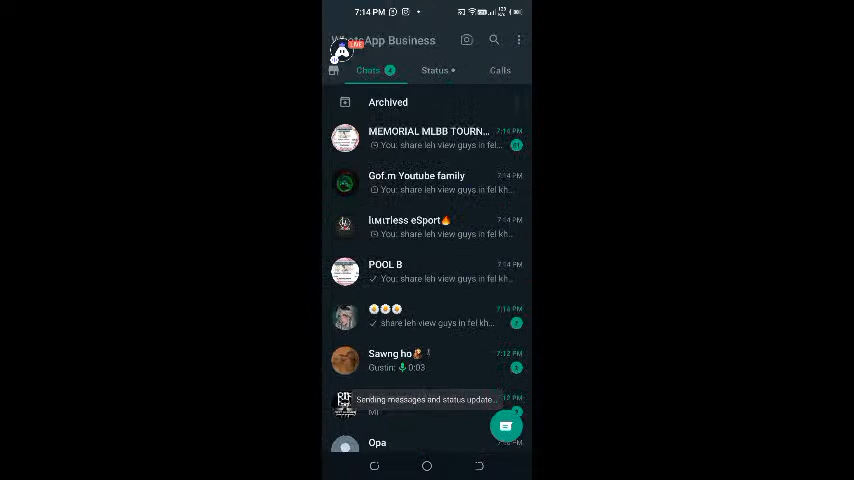 7:14 PM
WhatsApp Business
LIVE
Chats 4
Status
Calls
Archived
MEMORIAL MLBB TOURN... 7:14 PM
You: share leh view guys in fel...
Gof.m Youtube family 7:14 PM
You: share leh view guys in fel kh...
lιмιтless eSport🔥 7:14 PM
You: share leh view guys in fel kh...
POOL B 7:14 PM
You: share leh view guys in fel kh...
🌼🌼🌼 7:14 PM
share leh view guys in fel kh...
Sawng ho 7:12 PM
Gustin: 0:03
Sending messages and status update...
Opa